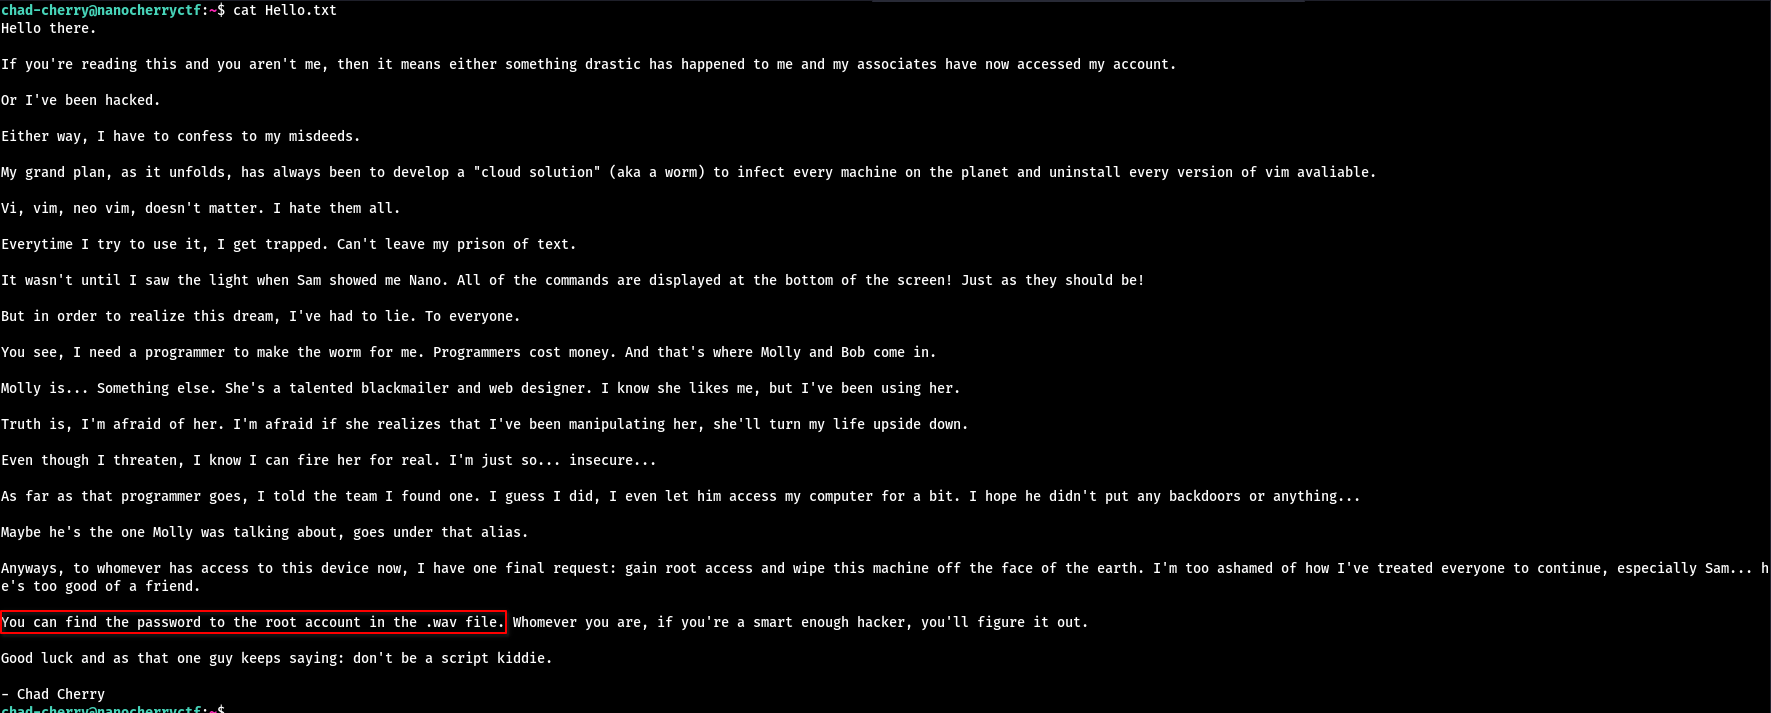 chad-cherry@nanocherryctf:~$ cat Hello.txt
Hello there.
If you're reading this and you aren't me, then it means either something drastic has happened to me and my associates have now accessed my account.
Or I've been hacked.
Either way, I have to confess to my misdeeds.
My grand plan, as it unfolds, has always been to develop a "cloud solution" (aka a worm) to infect every machine on the planet and uninstall every version of vim avaliable.
Vi, vim, neo vim, doesn't matter. I hate them all.
Everytime I try to use it, I get trapped. Can't leave my prison of text.
It wasn't until I saw the light when Sam showed me Nano. All of the commands are displayed at the bottom of the screen! Just as they should be!
But in order to realize this dream, I've had to lie. To everyone.
You see, I need a programmer to make the worm for me. Programmers cost money. And that's where Molly and Bob come in.
Molly is... Something else. She's a talented blackmailer and web designer. I know she likes me, but I've been using her.
Truth is, I'm afraid of her. I'm afraid if she realizes that I've been manipulating her, she'll turn my life upside down.
Even though I threaten, I know I can fire her for real. I'm just so... insecure...
As far as that programmer goes, I told the team I found one. I guess I did, I even let him access my computer for a bit. I hope he didn't put any backdoors or anything...
Maybe he's the one Molly was talking about, goes under that alias.
Anyways, to whomever has access to this device now, I have one final request: gain root access and wipe this machine off the face of the earth. I'm too ashamed of how I've treated everyone to continue, especially Sam... h
e's too good of a friend.
You can find the password to the root account in the .wav file. Whomever you are, if you're a smart enough hacker, you'll figure it out.
Good luck and as that one guy keeps saying: don't be a script kiddie.
- Chad Cherry
chad-cherry@nanocherryctf:~$